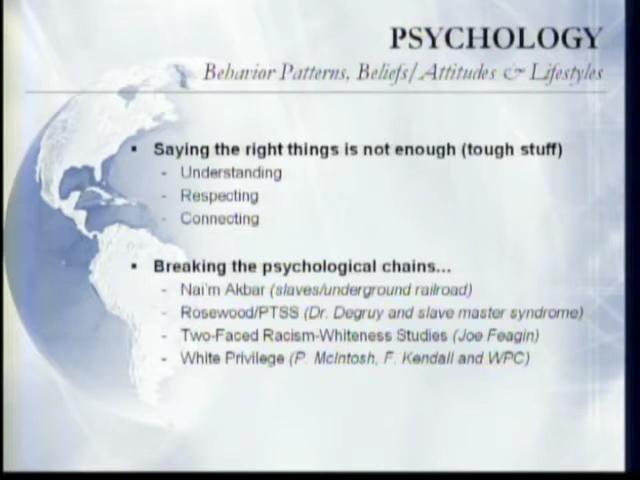 PSYCHOLOGY
Behavior Patterns, Beliefs/Attitudes & Lifestyles
▪ Saying the right things is not enough (tough stuff)
- Understanding
- Respecting
- Connecting
▪ Breaking the psychological chains...
- Nai'm Akbar (slaves/underground railroad)
- Rosewood/PTSS (Dr. Degruy and slave master syndrome)
- Two-Faced Racism-Whiteness Studies (Joe Feagin)
- White Privilege (P. McIntosh, F. Kendall and WPC)